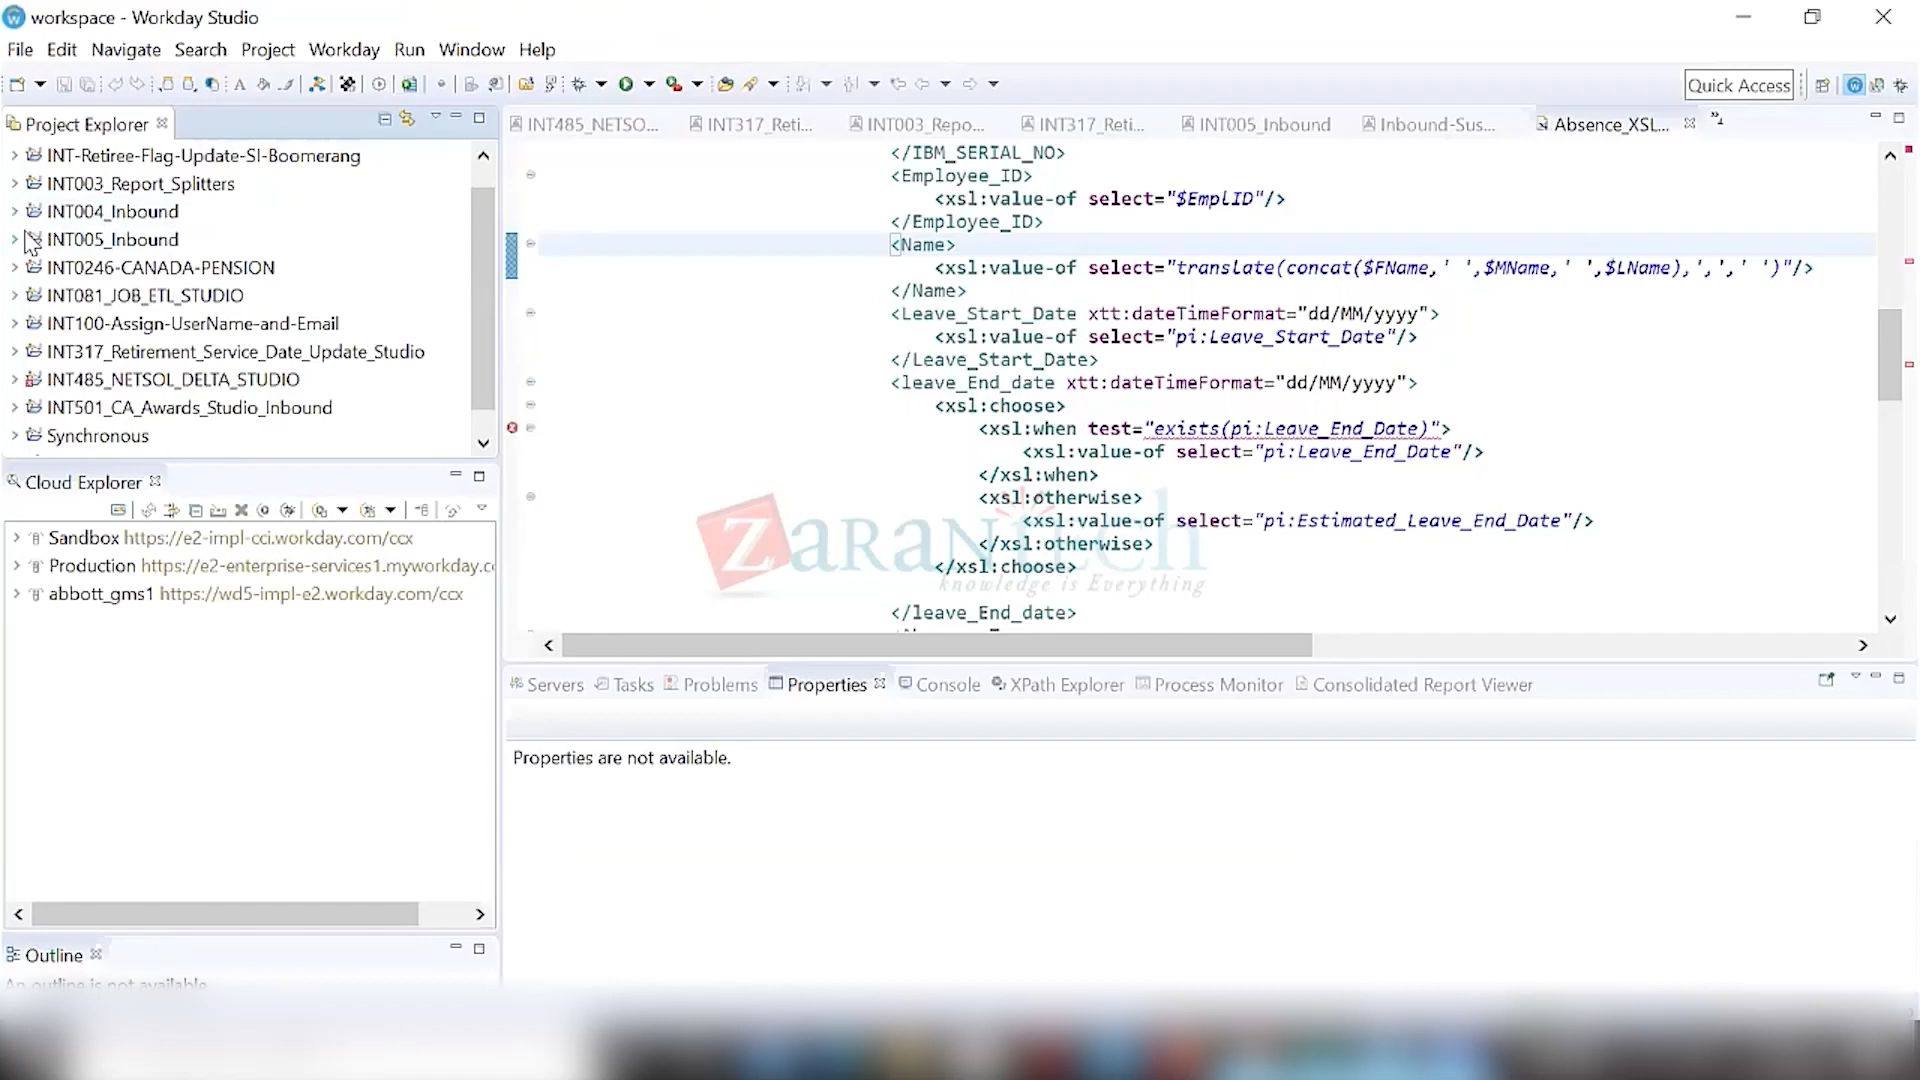 workspace - Workday Studio
File Edit Navigate Search Project Workday Run Window Help
Quick Access
Project Explorer
INT-Retiree-Flag-Update-SI-Boomerang
INT003_Report_Splitters
INT004_Inbound
INT005_Inbound
INT0246-CANADA-PENSION
INT081_JOB_ETL_STUDIO
INT100-Assign-UserName-and-Email
INT317_Retirement_Service_Date_Update_Studio
INT485_NETSOL_DELTA_STUDIO
INT501_CA_Awards_Studio_Inbound
Synchronous
Cloud Explorer
Sandbox https://e2-impl-cci.workday.com/ccx
Production https://e2-enterprise-services1.myworkday.c
abbott_gms1 https://wd5-impl-e2.workday.com/ccx
Outline
An outline is not available.
INT485_NETSO... INT317_Reti... INT003_Repo... INT317_Reti... INT005_Inbound Inbound-Sus... Absence_XSL...
</IBM_SERIAL_NO>
<Employee_ID>
<xsl:value-of select="$EmplID"/>
</Employee_ID>
<Name>
<xsl:value-of select="translate(concat($FName,' ',$MName,' ',$LName),',',' ')"/>
</Name>
<Leave_Start_Date xtt:dateTimeFormat="dd/MM/yyyy">
<xsl:value-of select="pi:Leave_Start_Date"/>
</Leave_Start_Date>
<leave_End_date xtt:dateTimeFormat="dd/MM/yyyy">
<xsl:choose>
<xsl:when test="exists(pi:Leave_End_Date)">
<xsl:value-of select="pi:Leave_End_Date"/>
</xsl:when>
<xsl:otherwise>
<xsl:value-of select="pi:Estimated_Leave_End_Date"/>
</xsl:otherwise>
</xsl:choose>
</leave_End_date>
ZARANtech
knowledge is Everything
Servers Tasks Problems Properties Console XPath Explorer Process Monitor Consolidated Report Viewer
Properties are not available.